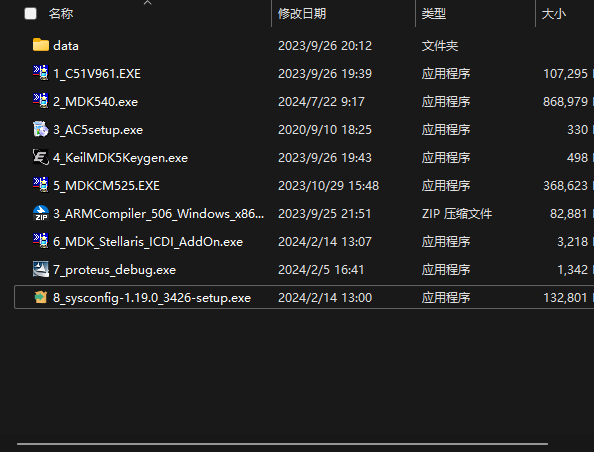 名称 修改日期 类型 大小
data 2023/9/26 20:12 文件夹
1_C51V961.EXE 2023/9/26 19:39 应用程序 107,295
2_MDK540.exe 2024/7/22 9:17 应用程序 868,979
3_AC5setup.exe 2020/9/10 18:25 应用程序 330
4_KeilMDK5Keygen.exe 2023/9/26 19:43 应用程序 498
5_MDKCM525.EXE 2023/10/29 15:48 应用程序 368,623
3_ARMCompiler_506_Windows_x86... 2023/9/25 21:51 ZIP 压缩文件 82,881
6_MDK_Stellaris_ICDI_AddOn.exe 2024/2/14 13:07 应用程序 3,218
7_proteus_debug.exe 2024/2/5 16:41 应用程序 1,342
8_sysconfig-1.19.0_3426-setup.exe 2024/2/14 13:00 应用程序 132,801